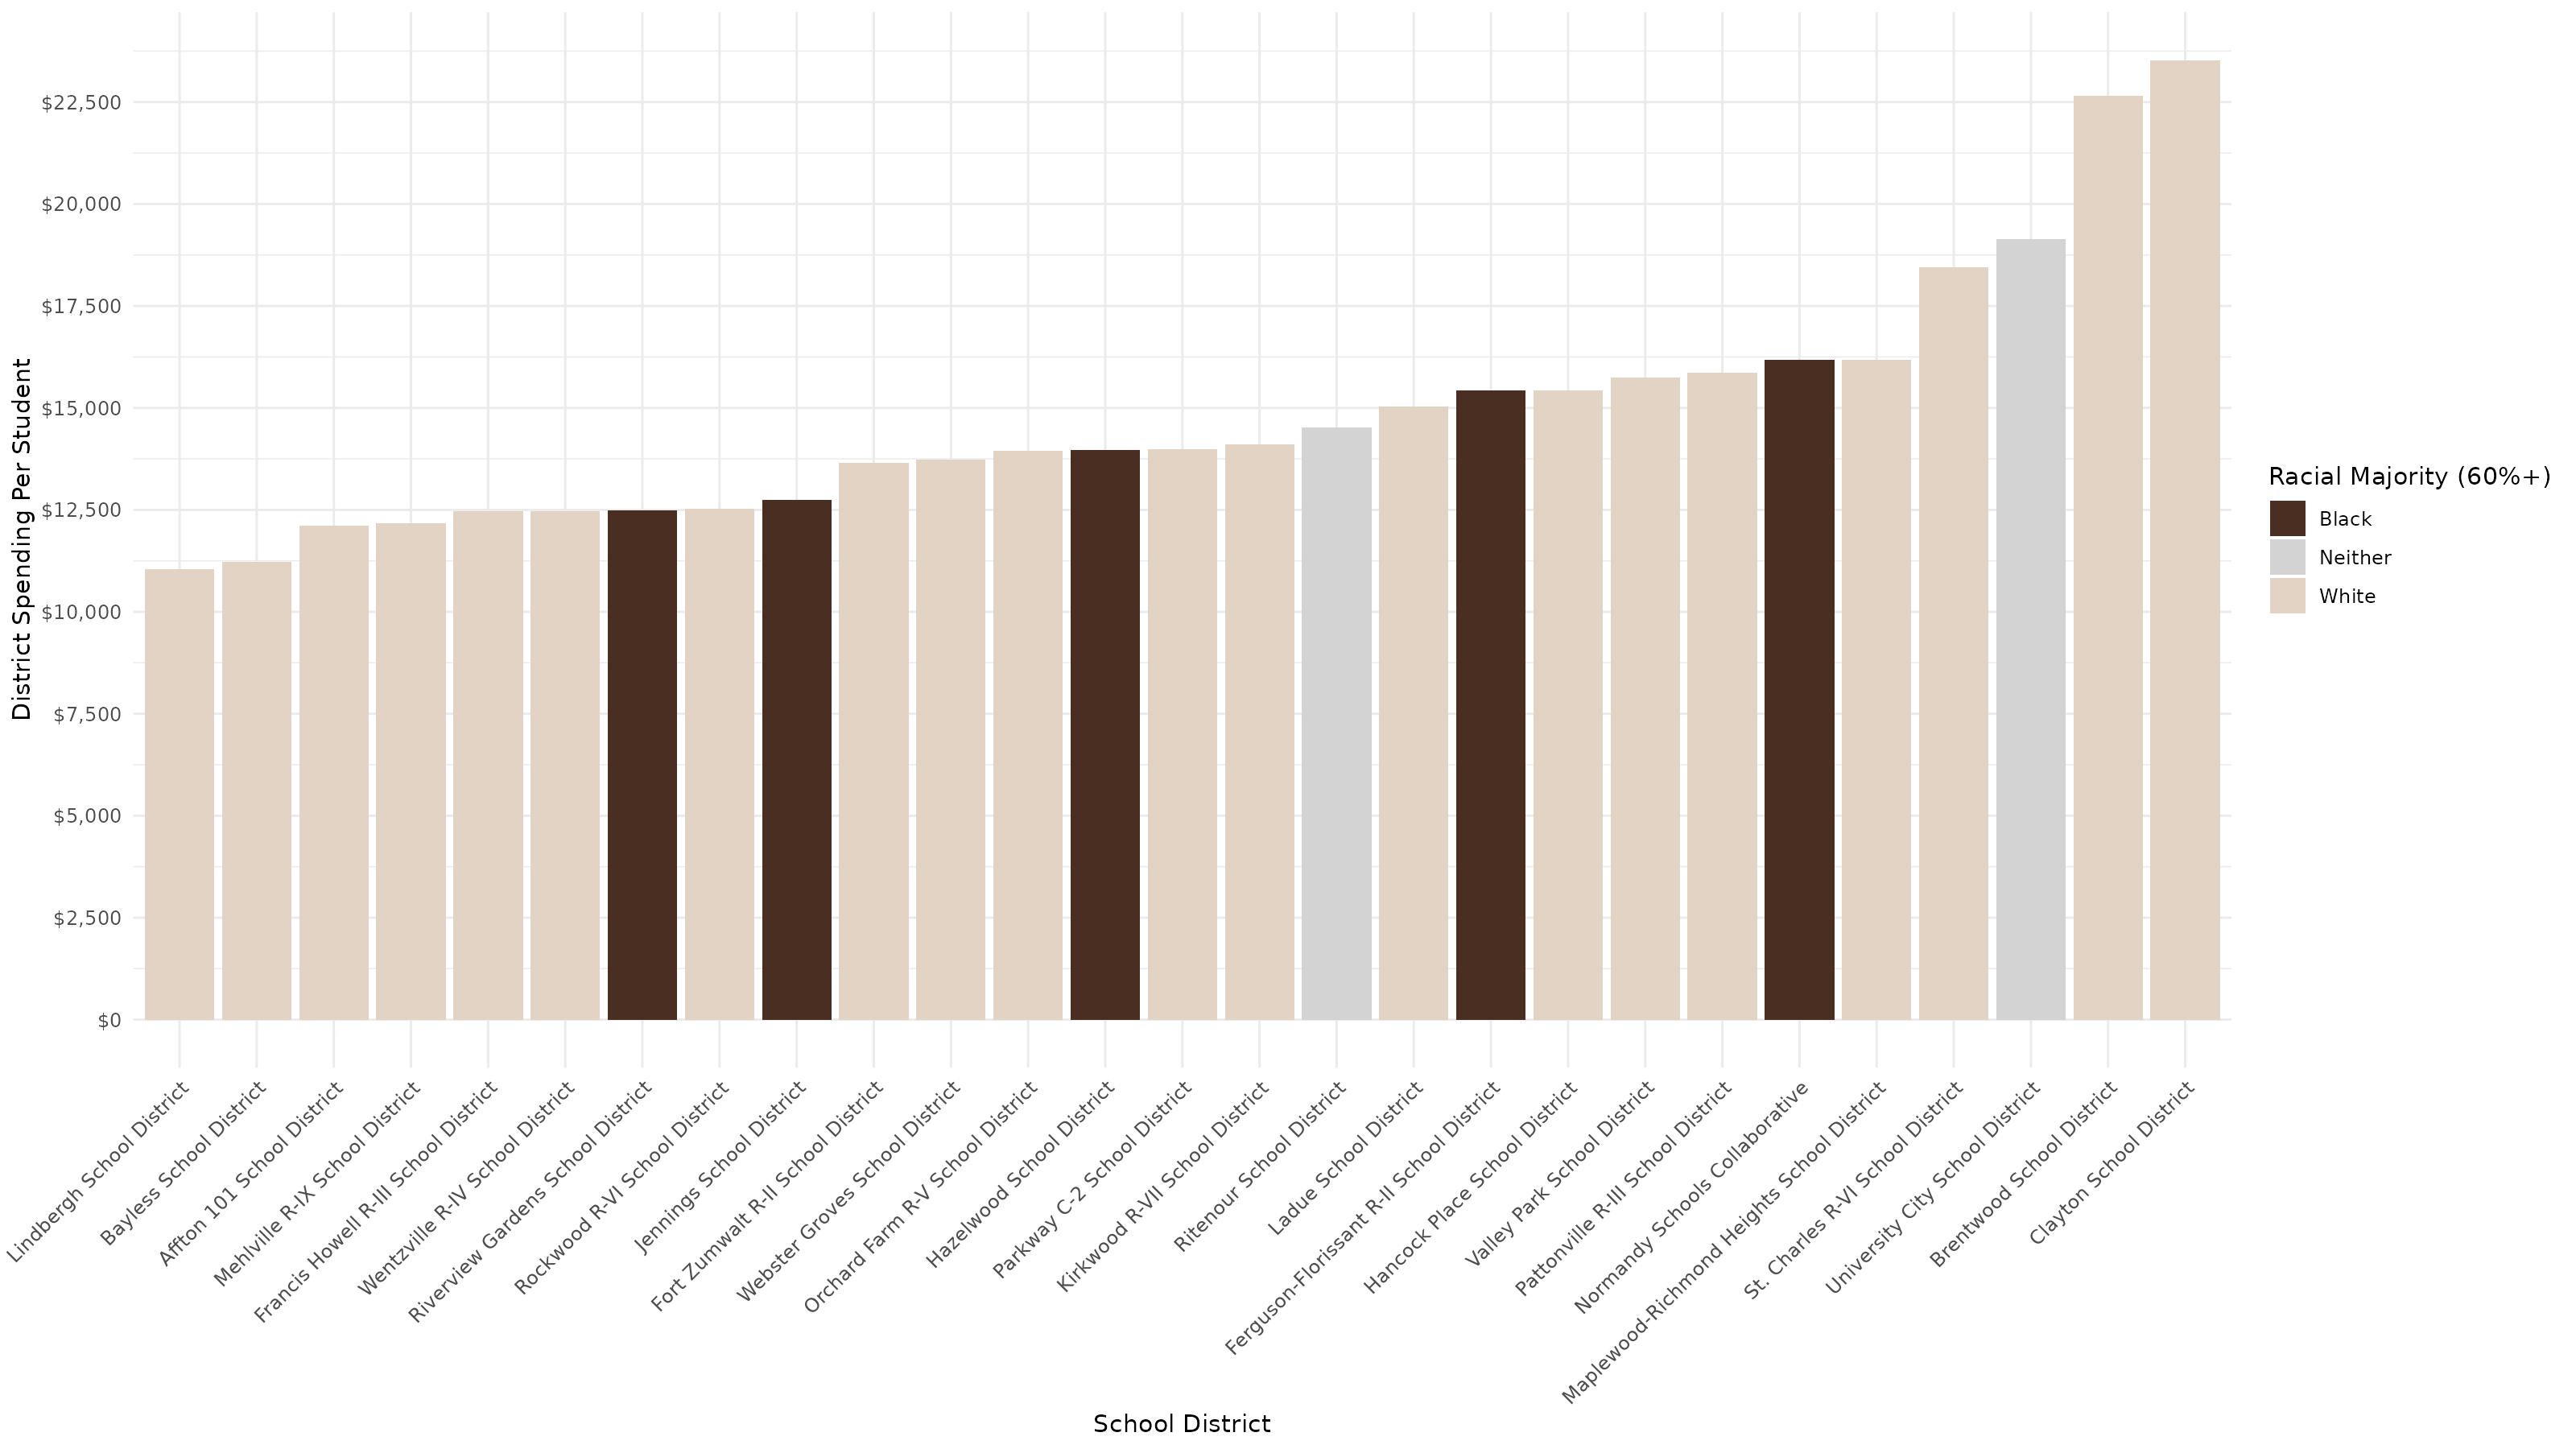 $22,500
$20,000
$17,500
$15,000
$12,500
$10,000
$7,500
$5,000
$2,500
$0
District Spending Per Student
Lindbergh School District
Bayless School District
Affton 101 School District
Mehlville R-IX School District
Francis Howell R-III School District
Wentzville R-IV School District
Riverview Gardens School District
Rockwood R-VI School District
Jennings School District
Fort Zumwalt R-II School District
Webster Groves School District
Orchard Farm R-V School District
Hazelwood School District
Parkway C-2 School District
Kirkwood R-VII School District
Ritenour School District
Ladue School District
Ferguson-Florissant R-II School District
Hancock Place School District
Valley Park School District
Pattonville R-III School District
Normandy Schools Collaborative
Maplewood-Richmond Heights School District
St. Charles R-VI School District
University City School District
Brentwood School District
Clayton School District
School District
Racial Majority (60%+)
Black
Neither
White